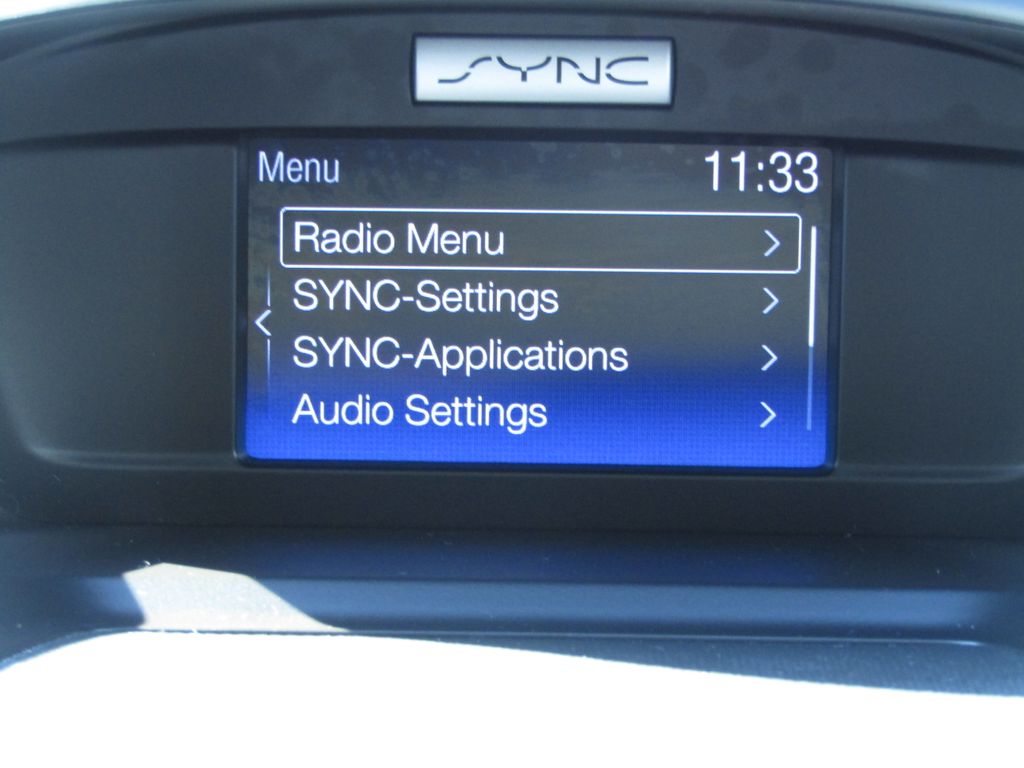 SYNC
Menu 11:33
Radio Menu
SYNC-Settings
SYNC-Applications
Audio Settings